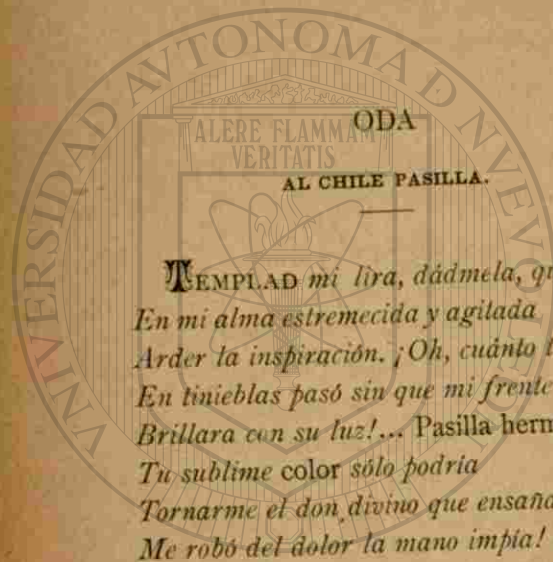 ODA
AL CHILE PASILLA.
TEMPLAD mi lira, dádmela, qu
En mi alma estremecida y agitada
Arder la inspiración. ¡Oh, cuánto t
En tinieblas pasó sin que mi frente
Brillara con su luz!... Pasilla herm
Tu sublime color sólo podría
Tornarme el don divino que ensaña
Me robó del dolor la mano impía!
UNIVERSIDAD AUTONOMA DE NUEVO LE
ALERE FLAMMAM
VERITATIS